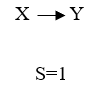 X → Y
S=1